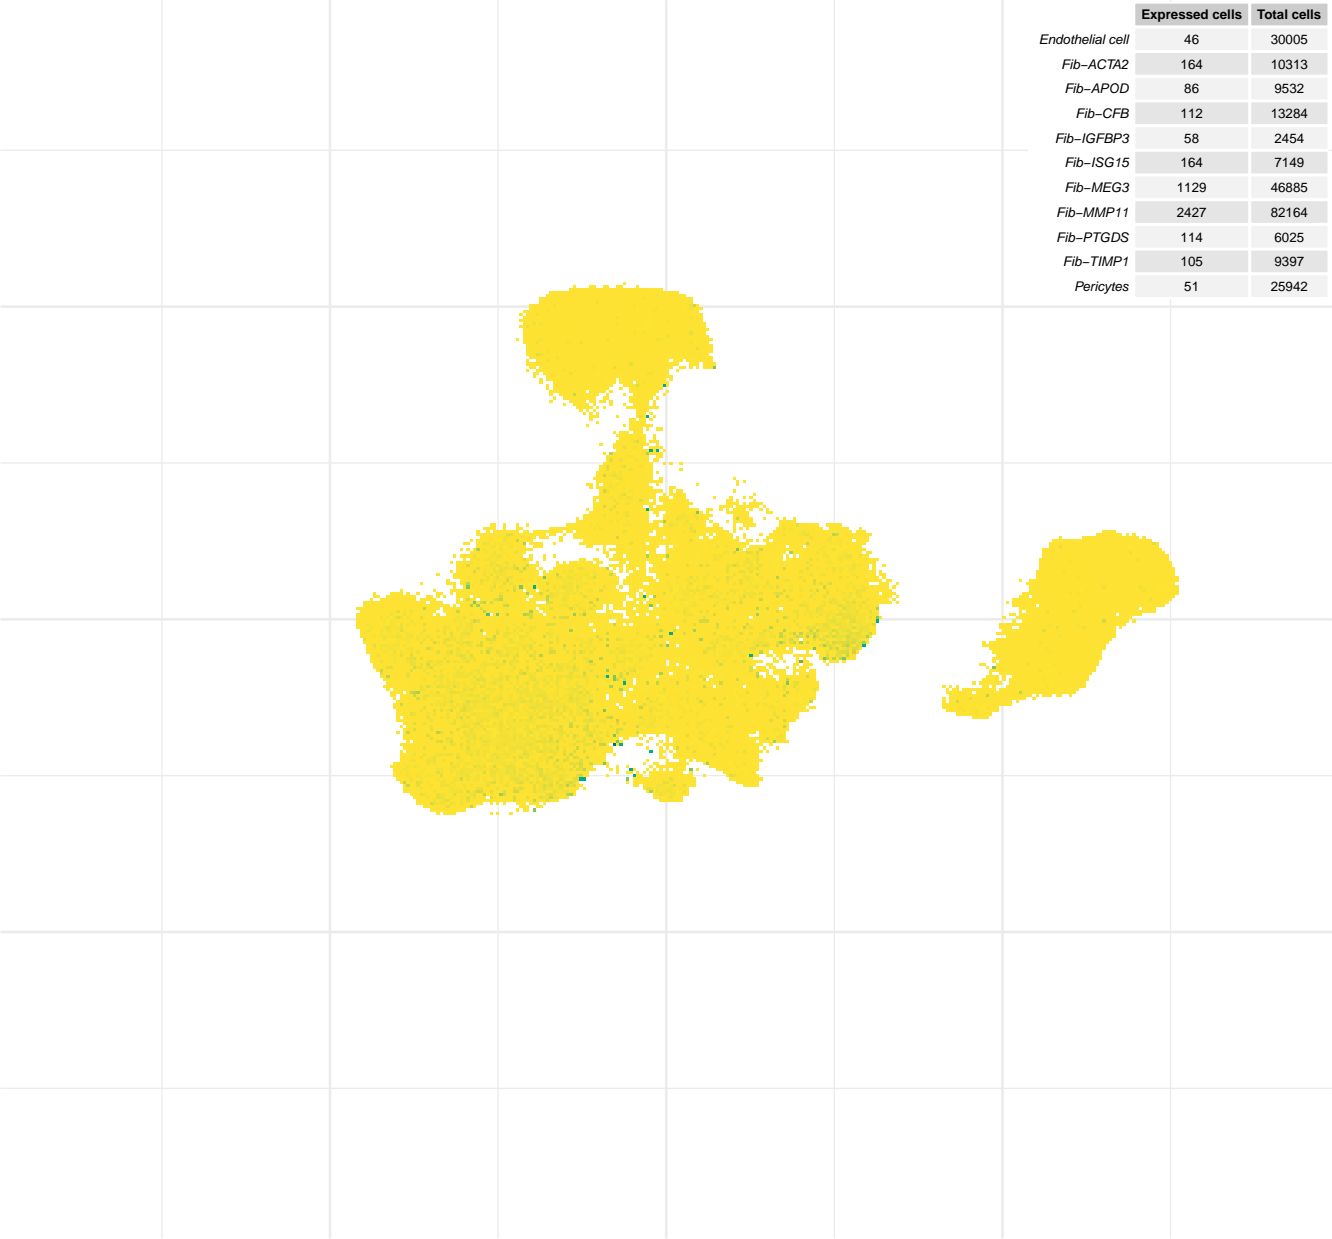 Expressed cells Total cells
Endothelial cell 46 30005
Fib−ACTA2 164 10313
Fib−APOD 86 9532
Fib−CFB 112 13284
Fib−IGFBP3 58 2454
Fib−ISG15 164 7149
Fib−MEG3 1129 46885
Fib−MMP11 2427 82164
Fib−PTGDS 114 6025
Fib−TIMP1 105 9397
Pericytes 51 25942